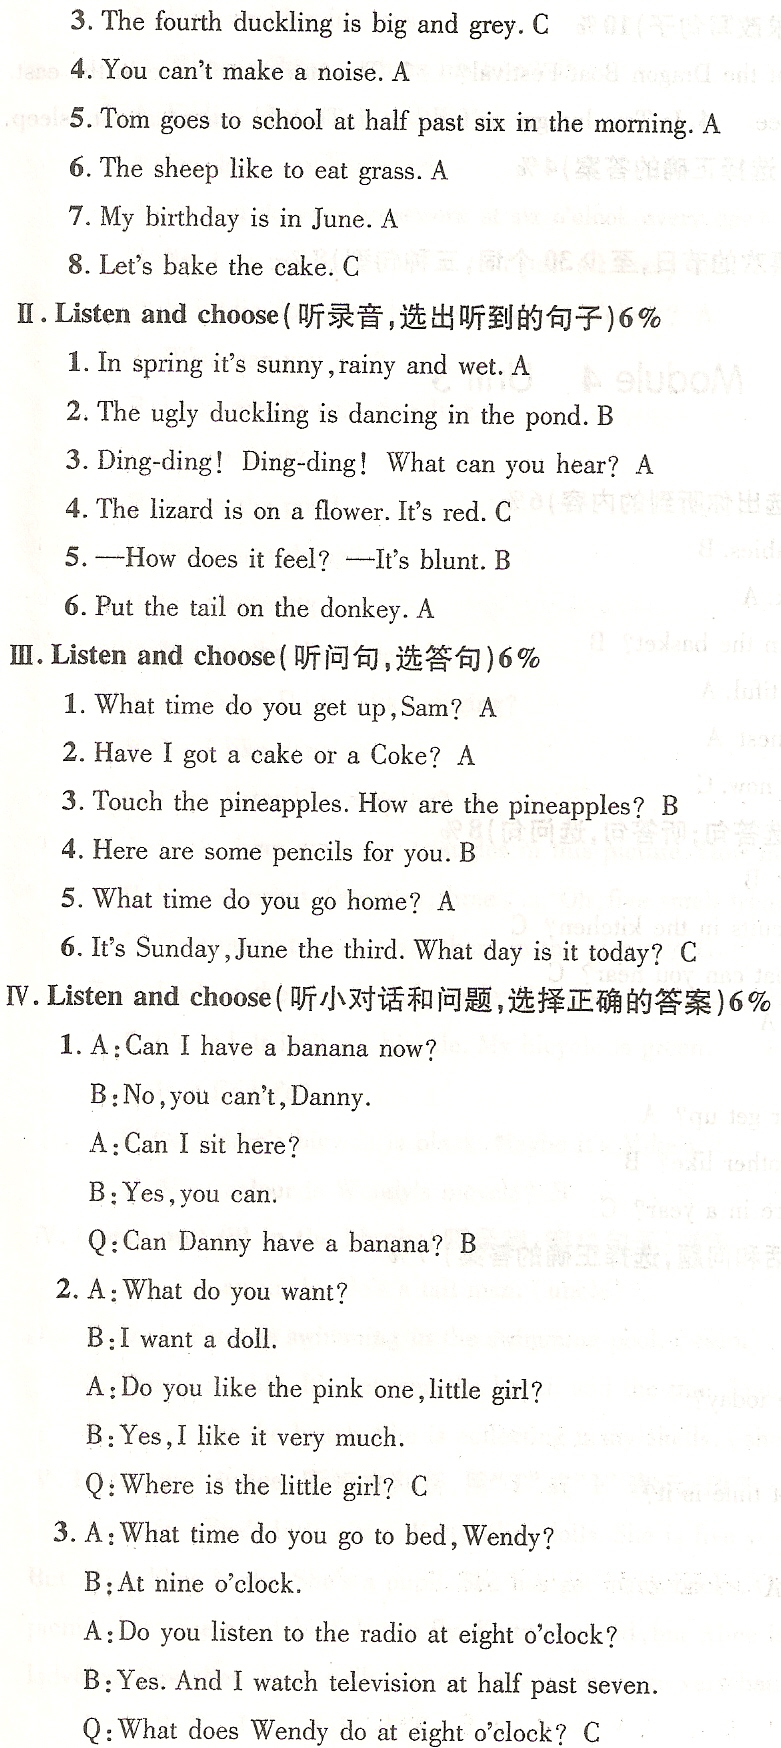 3. The fourth duckling is big and grey. C
4. You can't make a noise. A
5. Tom goes to school at half past six in the morning. A
6. The sheep like to eat grass. A
7. My birthday is in June. A
8. Let's bake the cake. C
Ⅱ. Listen and choose(听录音,选出听到的句子)6%
1. In spring it's sunny,rainy and wet. A
2. The ugly duckling is dancing in the pond. B
3. Ding-ding! Ding-ding! What can you hear? A
4. The lizard is on a flower. It's red. C
5. —How does it feel? —It's blunt. B
6. Put the tail on the donkey. A
Ⅲ. Listen and choose(听问句,选答句)6%
1. What time do you get up,Sam? A
2. Have I got a cake or a Coke? A
3. Touch the pineapples. How are the pineapples? B
4. Here are some pencils for you. B
5. What time do you go home? A
6. It's Sunday,June the third. What day is it today? C
Ⅳ. Listen and choose(听小对话和问题,选择正确的答案)6%
1. A:Can I have a banana now?
B:No,you can't,Danny.
A:Can I sit here?
B:Yes,you can.
Q:Can Danny have a banana? B
2. A:What do you want?
B:I want a doll.
A:Do you like the pink one,little girl?
B:Yes,I like it very much.
Q:Where is the little girl? C
3. A:What time do you go to bed,Wendy?
B:At nine o'clock.
A:Do you listen to the radio at eight o'clock?
B:Yes. And I watch television at half past seven.
Q:What does Wendy do at eight o'clock? C